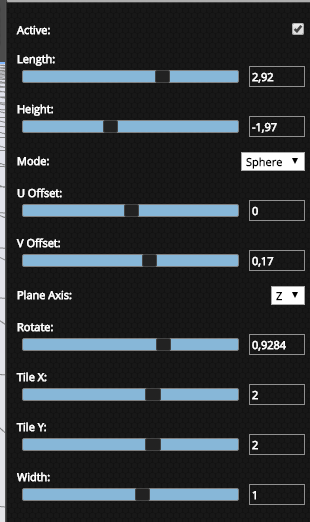 Active:
Length:
2,92
Height:
-1,97
Mode:
Sphere
U Offset:
0
V Offset:
0,17
Plane Axis:
Z
Rotate:
0,9284
Tile X:
2
Tile Y:
2
Width:
1